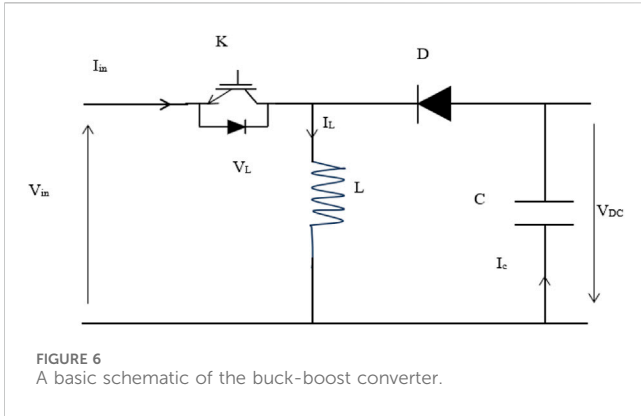 K
D
Iin
IL
VL
L
Vin
C
VDC
Ic
FIGURE 6
A basic schematic of the buck-boost converter.